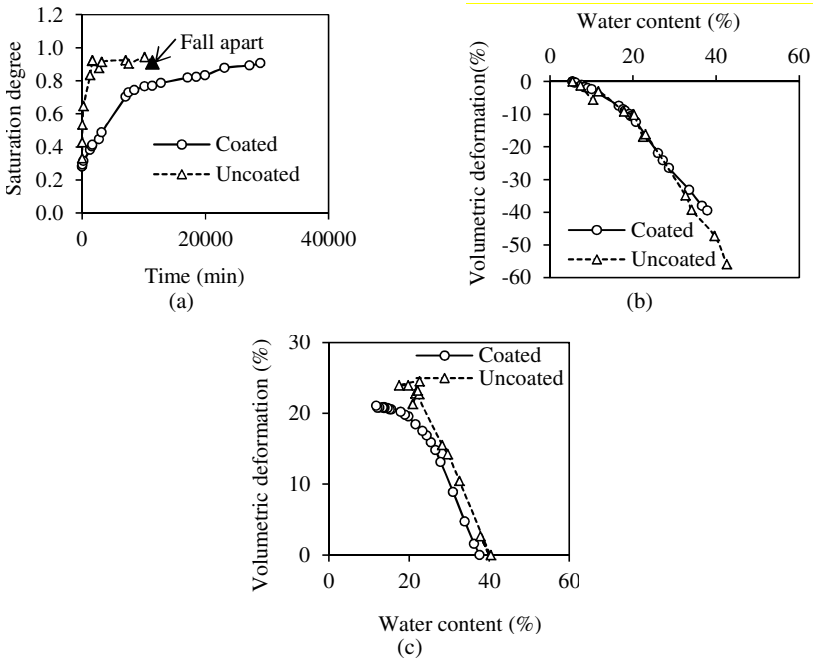 1.2
1.0
0.8
0.6
0.4
0.2
0.0
Saturation degree
Fall apart
Coated
Uncoated
0
20000
40000
Time (min)
(a)
Water content (%)
0
20
40
60
0
-10
-20
-30
-40
-50
-60
Volumetric deformation(%)
Coated
Uncoated
(b)
30
20
10
0
Volumetric deformation (%)
Coated
Uncoated
0
20
40
60
Water content (%)
(c)